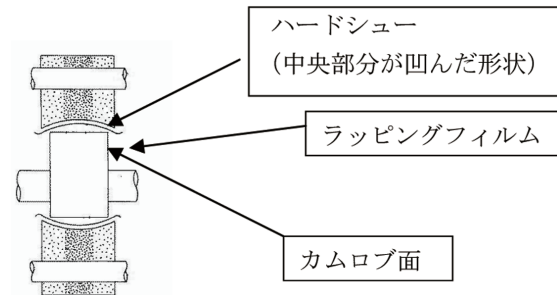 ハードシュー
（中央部分が凹んだ形状）
ラッピングフィルム
カムロブ面